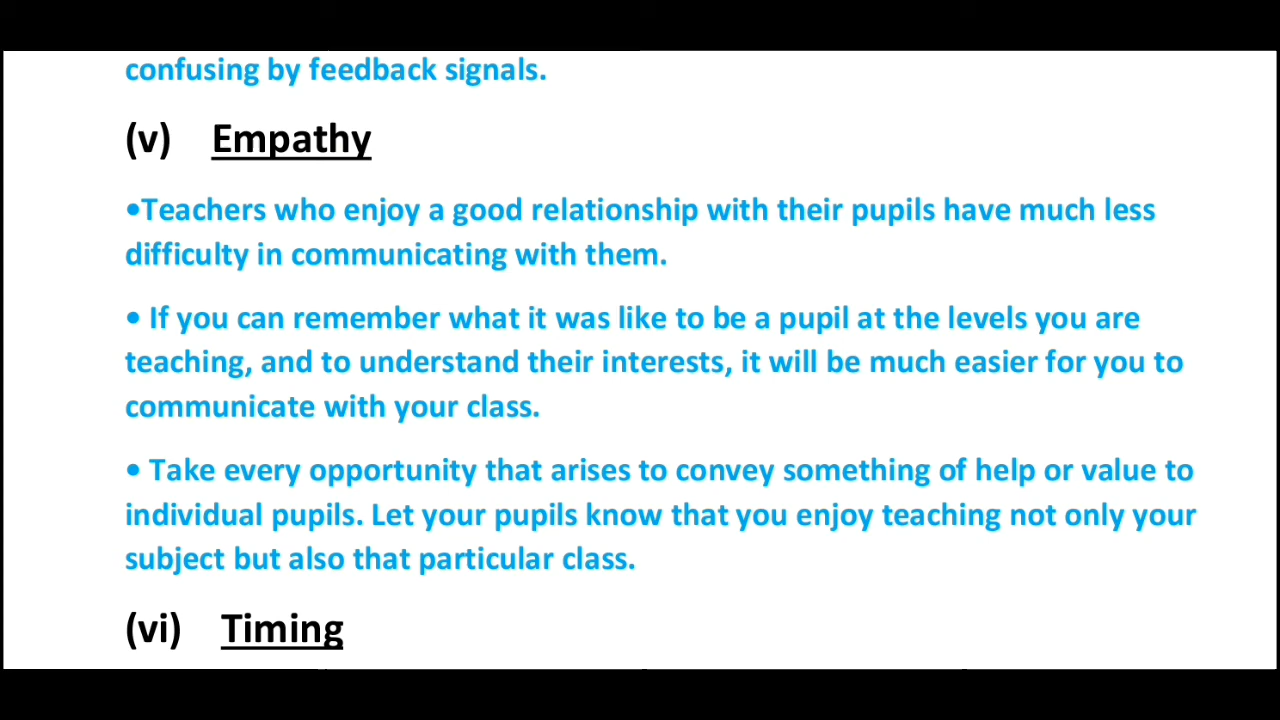 confusing by feedback signals.
(v) Empathy
•Teachers who enjoy a good relationship with their pupils have much less
difficulty in communicating with them.
• If you can remember what it was like to be a pupil at the levels you are
teaching, and to understand their interests, it will be much easier for you to
communicate with your class.
• Take every opportunity that arises to convey something of help or value to
individual pupils. Let your pupils know that you enjoy teaching not only your
subject but also that particular class.
(vi) Timing